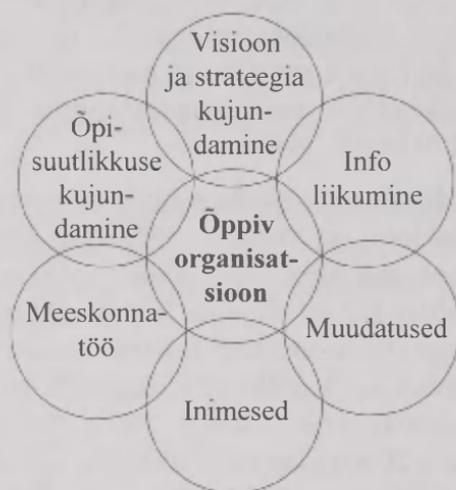 Visioon
ja strateegia
kujun-
damine
Õpi-
suutlikkuse
kujun-
damine
Info
liikumine
Õppiv
organisat-
sioon
Meeskonna-
töö
Muudatused
Inimesed